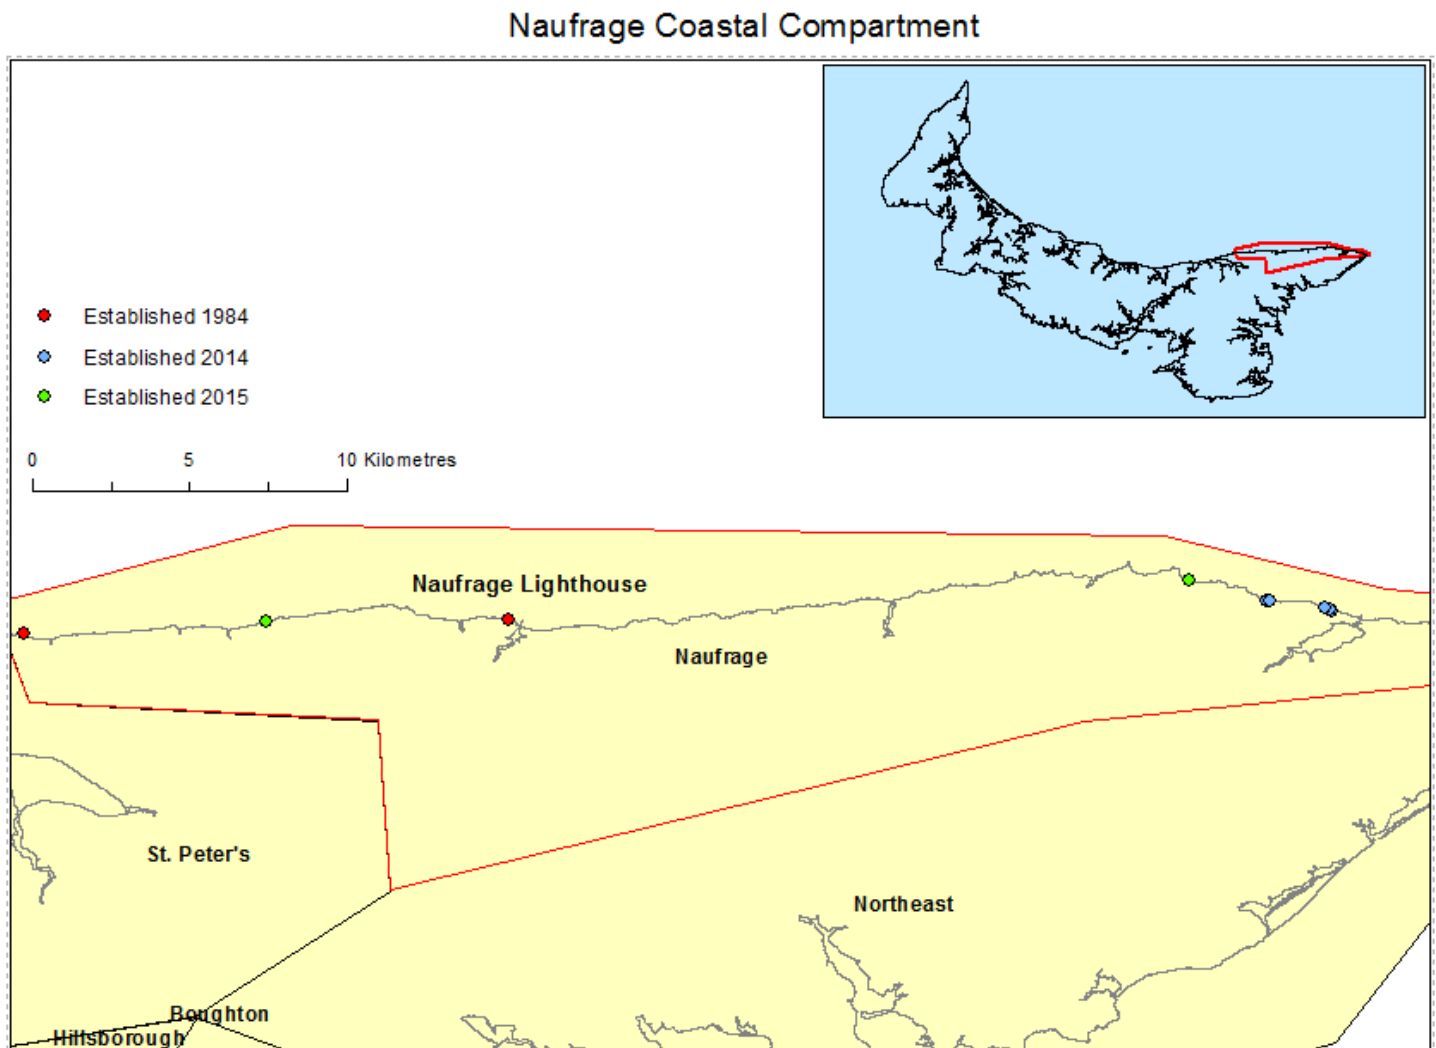 Naufrage Coastal Compartment
Established 1984
Established 2014
Established 2015
0 5 10 Kilometres
Naufrage Lighthouse
Naufrage
St. Peter's
Northeast
Boughton
Hillsborough